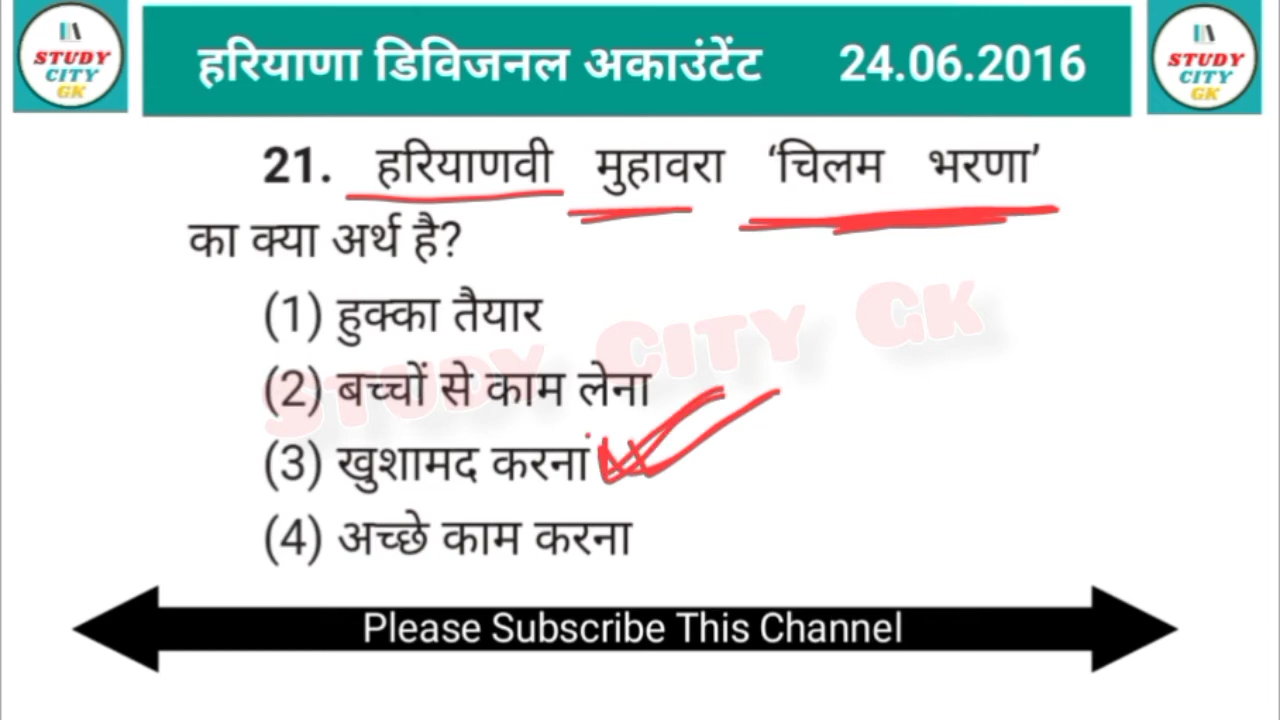 STUDY
CITY
GK
हरियाणा डिविजनल अकाउंटेंट 24.06.2016
STUDY
CITY
GK
21. हरियाणवी मुहावरा ‘चिलम भरणा’
का क्या अर्थ है?
(1) हुक्का तैयार
(2) बच्चों से काम लेना
(3) खुशामद करना
(4) अच्छे काम करना
STUDY CITY GK
Please Subscribe This Channel